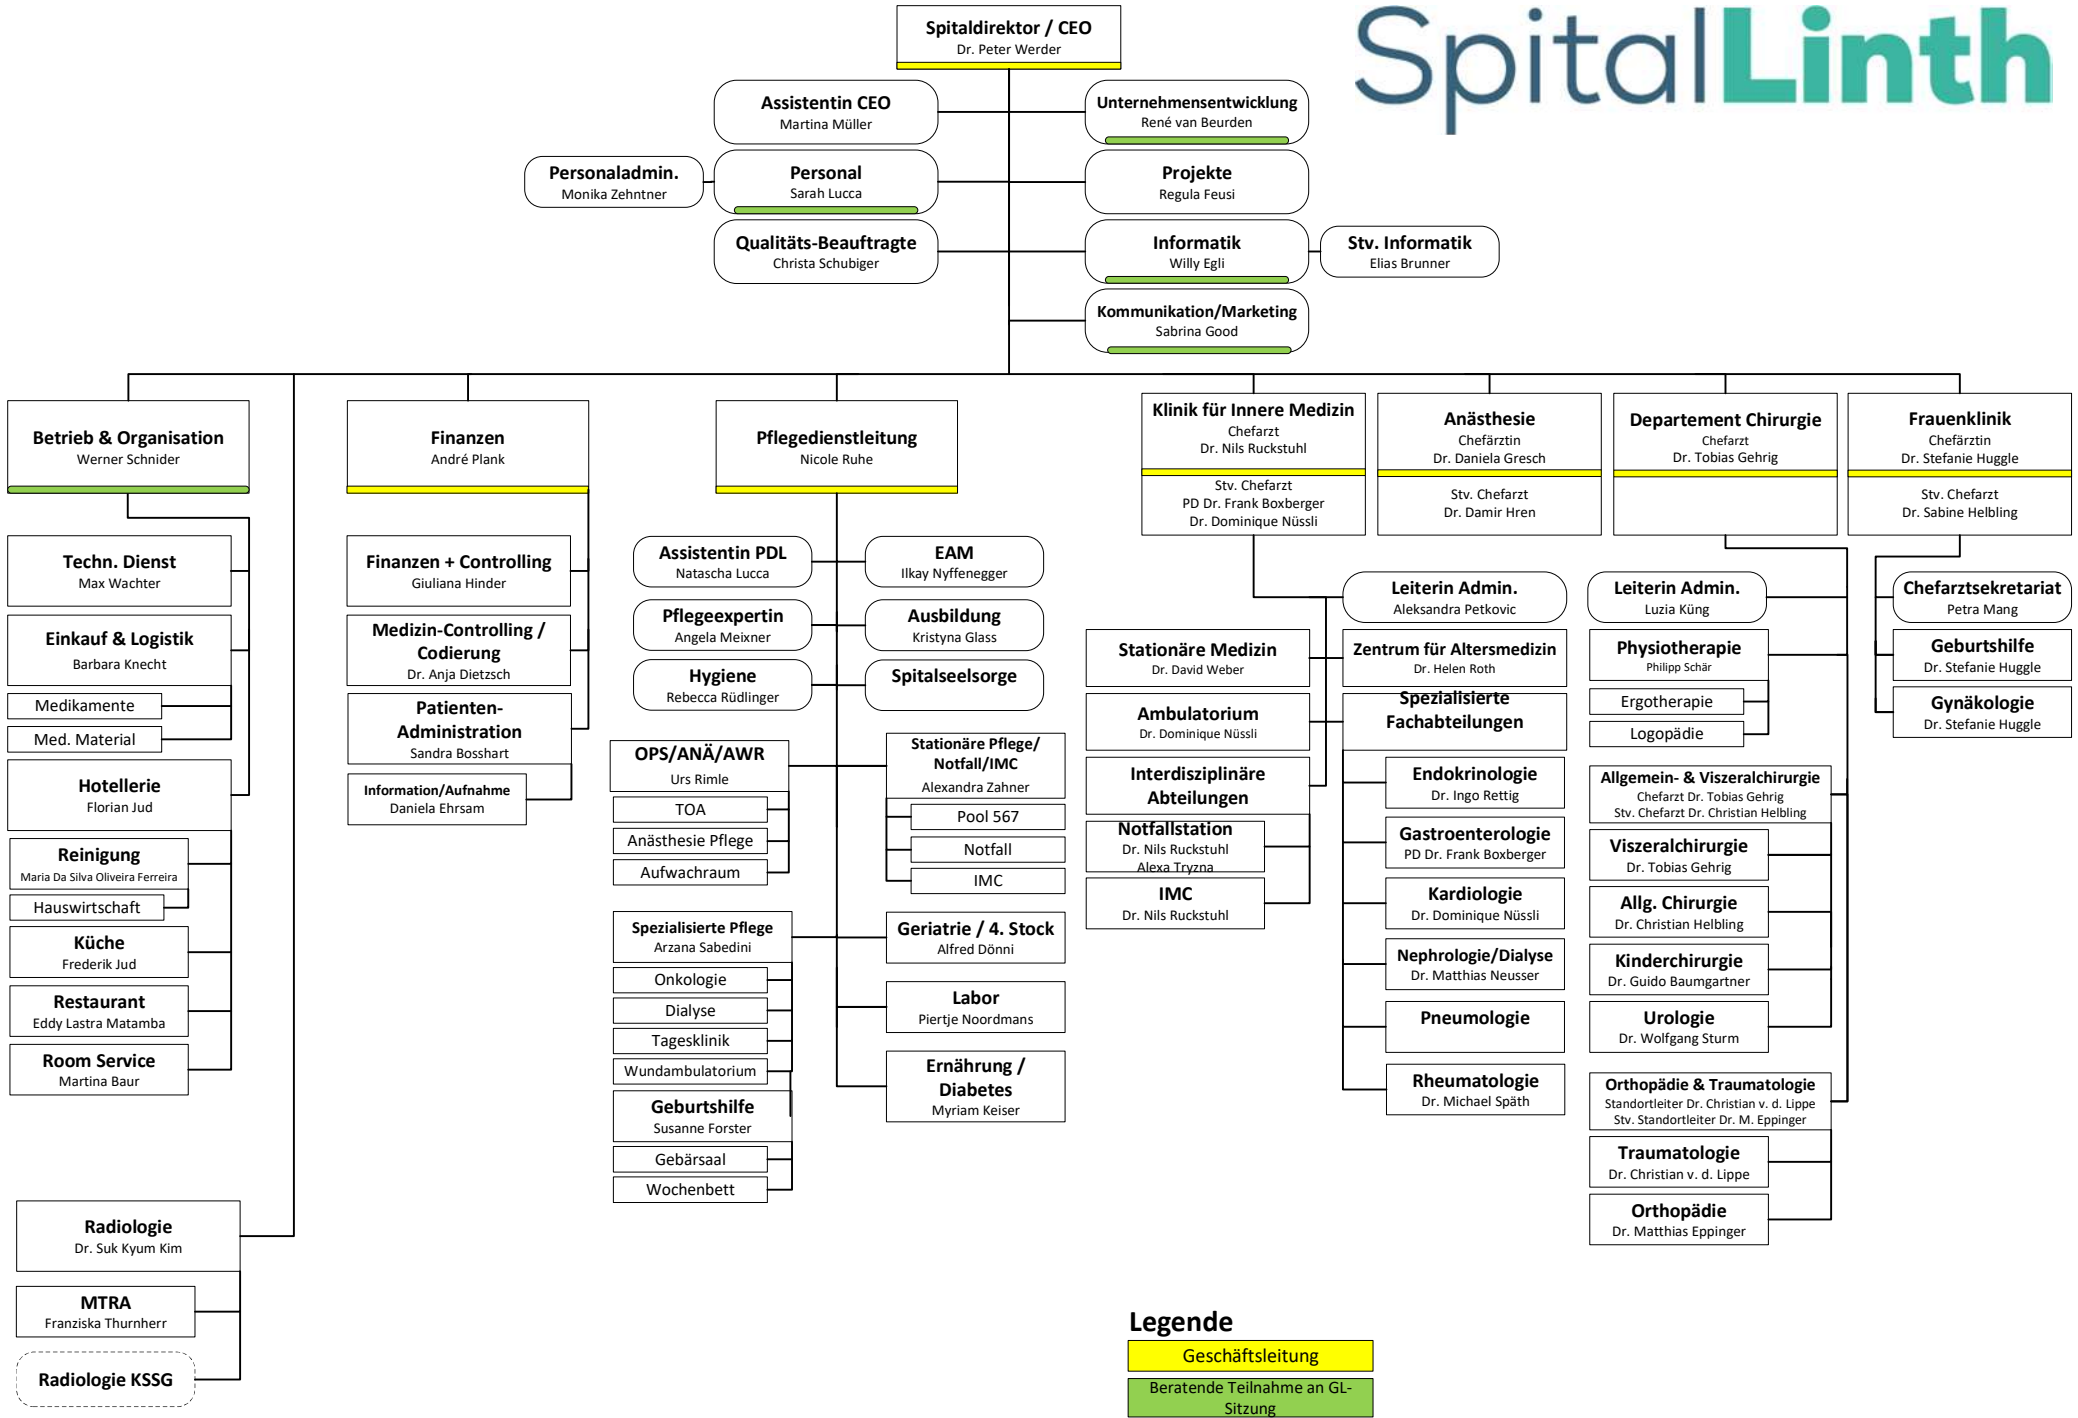 Spitaldirektor / CEO
Dr. Peter Werder
SpitalLinth
Assistentin CEO
Martina Müller
Unternehmensentwicklung
René van Beurden
Personaladmin.
Monika Zehntner
Personal
Sarah Lucca
Projekte
Regula Feusi
Qualitäts-Beauftragte
Christa Schubiger
Informatik
Willy Egli
Stv. Informatik
Elias Brunner
Kommunikation/Marketing
Sabrina Good
Betrieb & Organisation
Werner Schnider
Techn. Dienst
Max Wachter
Einkauf & Logistik
Barbara Knecht
Medikamente
Med. Material
Hotellerie
Florian Jud
Reinigung
Maria Da Silva Oliveira Ferreira
Hauswirtschaft
Küche
Frederik Jud
Restaurant
Eddy Lastra Matamba
Room Service
Martina Baur
Radiologie
Dr. Suk Kyum Kim
MTRA
Franziska Thurnherr
Radiologie KSSG
Finanzen
André Plank
Finanzen + Controlling
Giuliana Hinder
Medizin-Controlling /
Codierung
Dr. Anja Dietzsch
Patienten-
Administration
Sandra Bosshart
Information/Aufnahme
Daniela Ehrsam
Pflegedienstleitung
Nicole Ruhe
Assistentin PDL
Natascha Lucca
EAM
Ilkay Nyffenegger
Pflegeexpertin
Angela Meixner
Ausbildung
Kristyna Glass
Hygiene
Rebecca Rüdlinger
Spitalseelsorge
OPS/ANÄ/AWR
Urs Rimle
TOA
Anästhesie Pflege
Aufwachraum
Stationäre Pflege/
Notfall/IMC
Alexandra Zahner
Pool 567
Notfall
IMC
Spezialisierte Pflege
Arzana Sabedini
Onkologie
Dialyse
Tagesklinik
Wundambulatorium
Geburtshilfe
Susanne Forster
Gebärsaal
Wochenbett
Geriatrie / 4. Stock
Alfred Dönni
Labor
Piertje Noordmans
Ernährung /
Diabetes
Myriam Keiser
Klinik für Innere Medizin
Chefarzt
Dr. Nils Ruckstuhl
Stv. Chefarzt
PD Dr. Frank Boxberger
Dr. Dominique Nüssli
Leiterin Admin.
Aleksandra Petkovic
Stationäre Medizin
Dr. David Weber
Zentrum für Altersmedizin
Dr. Helen Roth
Ambulatorium
Dr. Dominique Nüssli
Spezialisierte
Fachabteilungen
Interdisziplinäre
Abteilungen
Notfallstation
Dr. Nils Ruckstuhl
Alexa Tryzna
IMC
Dr. Nils Ruckstuhl
Endokrinologie
Dr. Ingo Rettig
Gastroenterologie
PD Dr. Frank Boxberger
Kardiologie
Dr. Dominique Nüssli
Nephrologie/Dialyse
Dr. Matthias Neusser
Pneumologie
Rheumatologie
Dr. Michael Späth
Anästhesie
Chefärztin
Dr. Daniela Gresch
Stv. Chefarzt
Dr. Damir Hren
Departement Chirurgie
Chefarzt
Dr. Tobias Gehrig
Leiterin Admin.
Luzia Küng
Physiotherapie
Philipp Schär
Ergotherapie
Logopädie
Allgemein- & Viszeralchirurgie
Chefarzt Dr. Tobias Gehrig
Stv. Chefarzt Dr. Christian Helbling
Viszeralchirurgie
Dr. Tobias Gehrig
Allg. Chirurgie
Dr. Christian Helbling
Kinderchirurgie
Dr. Guido Baumgartner
Urologie
Dr. Wolfgang Sturm
Orthopädie & Traumatologie
Standortleiter Dr. Christian v. d. Lippe
Stv. Standortleiter Dr. M. Eppinger
Traumatologie
Dr. Christian v. d. Lippe
Orthopädie
Dr. Matthias Eppinger
Frauenklinik
Chefärztin
Dr. Stefanie Huggle
Stv. Chefarzt
Dr. Sabine Helbling
Chefarztsekretariat
Petra Mang
Geburtshilfe
Dr. Stefanie Huggle
Gynäkologie
Dr. Stefanie Huggle
Legende
Geschäftsleitung
Beratende Teilnahme an GL-
Sitzung